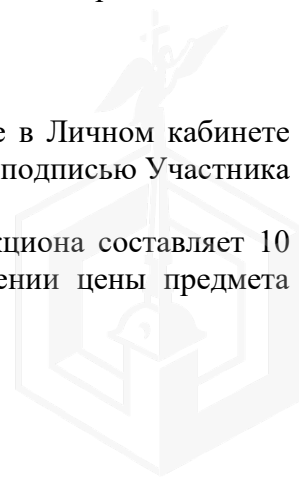 е в Личном кабинете
подписью Участника
кциона составляет 10
ении цены предмета